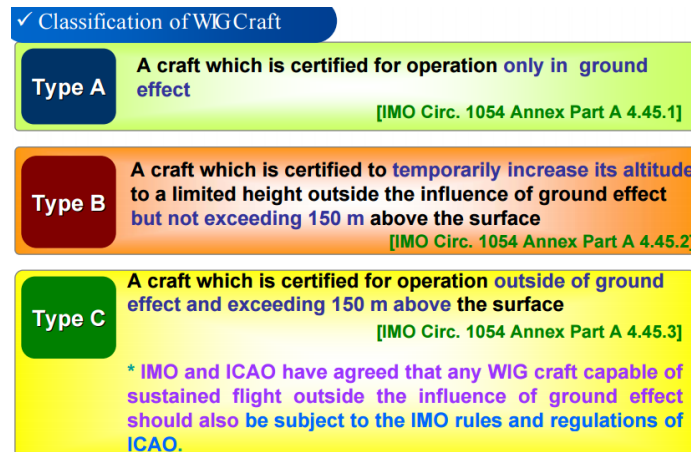 ✓ Classification of WIG Craft
Type A
A craft which is certified for operation only in ground
effect
[IMO Circ. 1054 Annex Part A 4.45.1]
Type B
A craft which is certified to temporarily increase its altitude
to a limited height outside the influence of ground effect
but not exceeding 150 m above the surface
[IMO Circ. 1054 Annex Part A 4.45.2]
Type C
A craft which is certified for operation outside of ground
effect and exceeding 150 m above the surface
[IMO Circ. 1054 Annex Part A 4.45.3]
* IMO and ICAO have agreed that any WIG craft capable of
sustained flight outside the influence of ground effect
should also be subject to the IMO rules and regulations of
ICAO.